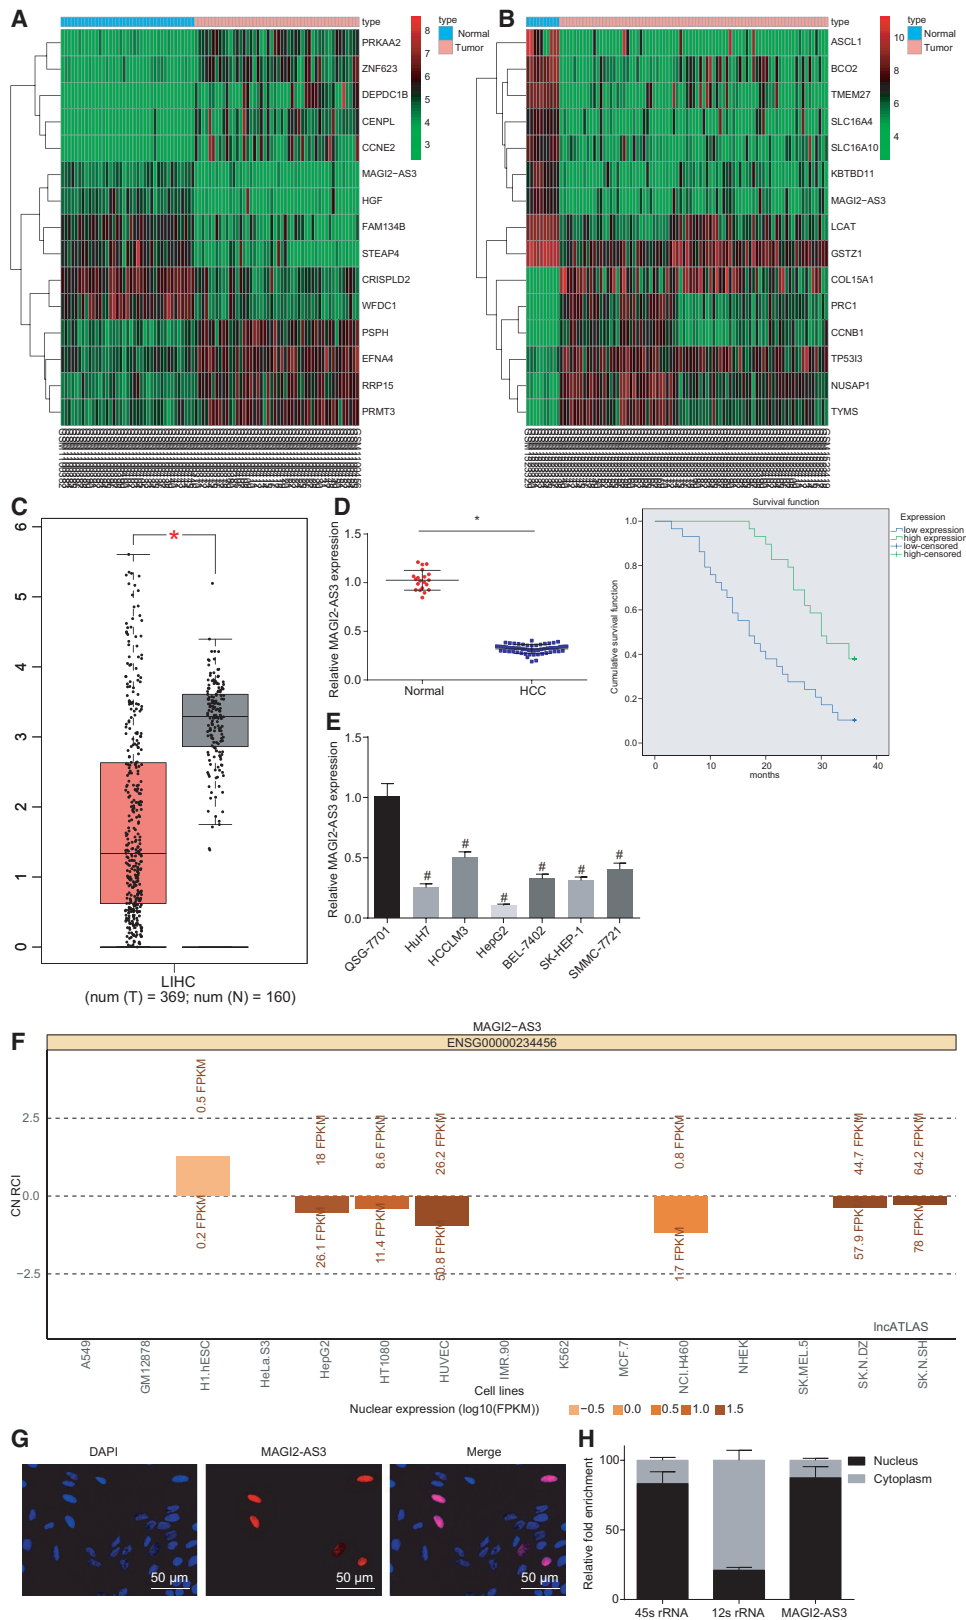 A
type
PRKAA2
ZNF623
DEPDC1B
CENPL
CCNE2
MAGI2−AS3
HGF
FAM134B
STEAP4
CRISPLD2
WFDC1
PSPH
EFNA4
RRP15
PRMT3
type
Normal
Tumor
8
7
6
5
4
3
B
type
ASCL1
BCO2
TMEM27
SLC16A4
SLC16A10
KBTBD11
MAGI2−AS3
LCAT
GSTZ1
COL15A1
PRC1
CCNB1
TP53I3
NUSAP1
TYMS
type
Normal
Tumor
10
8
6
4
C
6
5
4
3
2
1
0
*
LIHC
(num (T) = 369; num (N) = 160)
D
Relative MAGI2-AS3 expression
1.5
1.0
0.5
0.0
*
Normal
HCC
Survival function
Cumulative survival function
1.0
0.8
0.6
0.4
0.2
0.0
0
10
20
30
40
months
Expression
low expression
high expression
low-censored
high-censored
E
Relative MAGI2-AS3 expression
1.5
1.0
0.5
0.0
#
#
#
#
#
#
QSG-7701
HuH7
HCCLM3
HepG2
BEL-7402
SK-HEP-1
SMMC-7721
F
MAGI2−AS3
ENSG00000234456
CN RCI
2.5
0.0
−2.5
0.5 FPKM
0.2 FPKM
18 FPKM
26.1 FPKM
8.6 FPKM
11.4 FPKM
26.2 FPKM
50.8 FPKM
0.8 FPKM
1.7 FPKM
44.7 FPKM
57.9 FPKM
64.2 FPKM
78 FPKM
lncATLAS
A549
GM12878
H1.hESC
HeLa.S3
HepG2
HT1080
HUVEC
IMR.90
K562
MCF.7
NCI.H460
NHEK
SK.MEL.5
SK.N.DZ
SK.N.SH
Cell lines
Nuclear expression (log10(FPKM))
−0.5
0.0
0.5
1.0
1.5
G
DAPI
MAGI2-AS3
Merge
50 µm
50 µm
50 µm
H
Relative fold enrichment
100
50
0
Nucleus
Cytoplasm
45s rRNA
12s rRNA
MAGI2-AS3